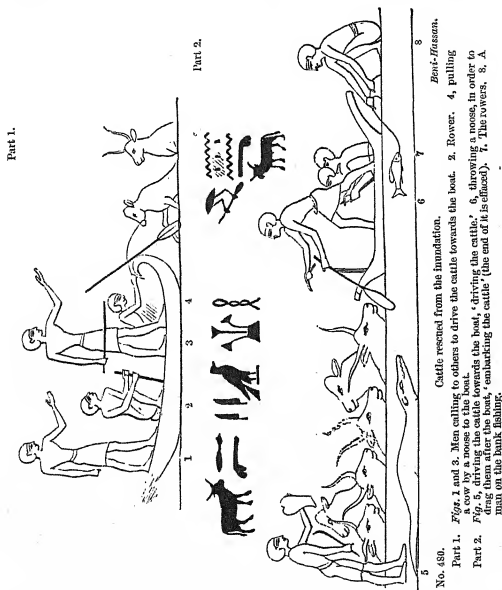 Part 1.
Part 2.
1 2 3 4
5 6 7 8
No. 480. Cattle rescued from the inundation. Beni-Hassan.
Part 1. Figs. 1 and 3. Men calling to others to drive the cattle towards the boat. 2. Rower. 4, pulling
a cow by a noose to the boat.
Part 2. Fig. 5, driving the cattle towards the boat, ‘driving the cattle.’ 6, throwing a noose, in order to
drag them after the boat, ‘embarking the cattle’ (the end of it is effaced). 7. The rowers. 8. A
man on the bank fishing.